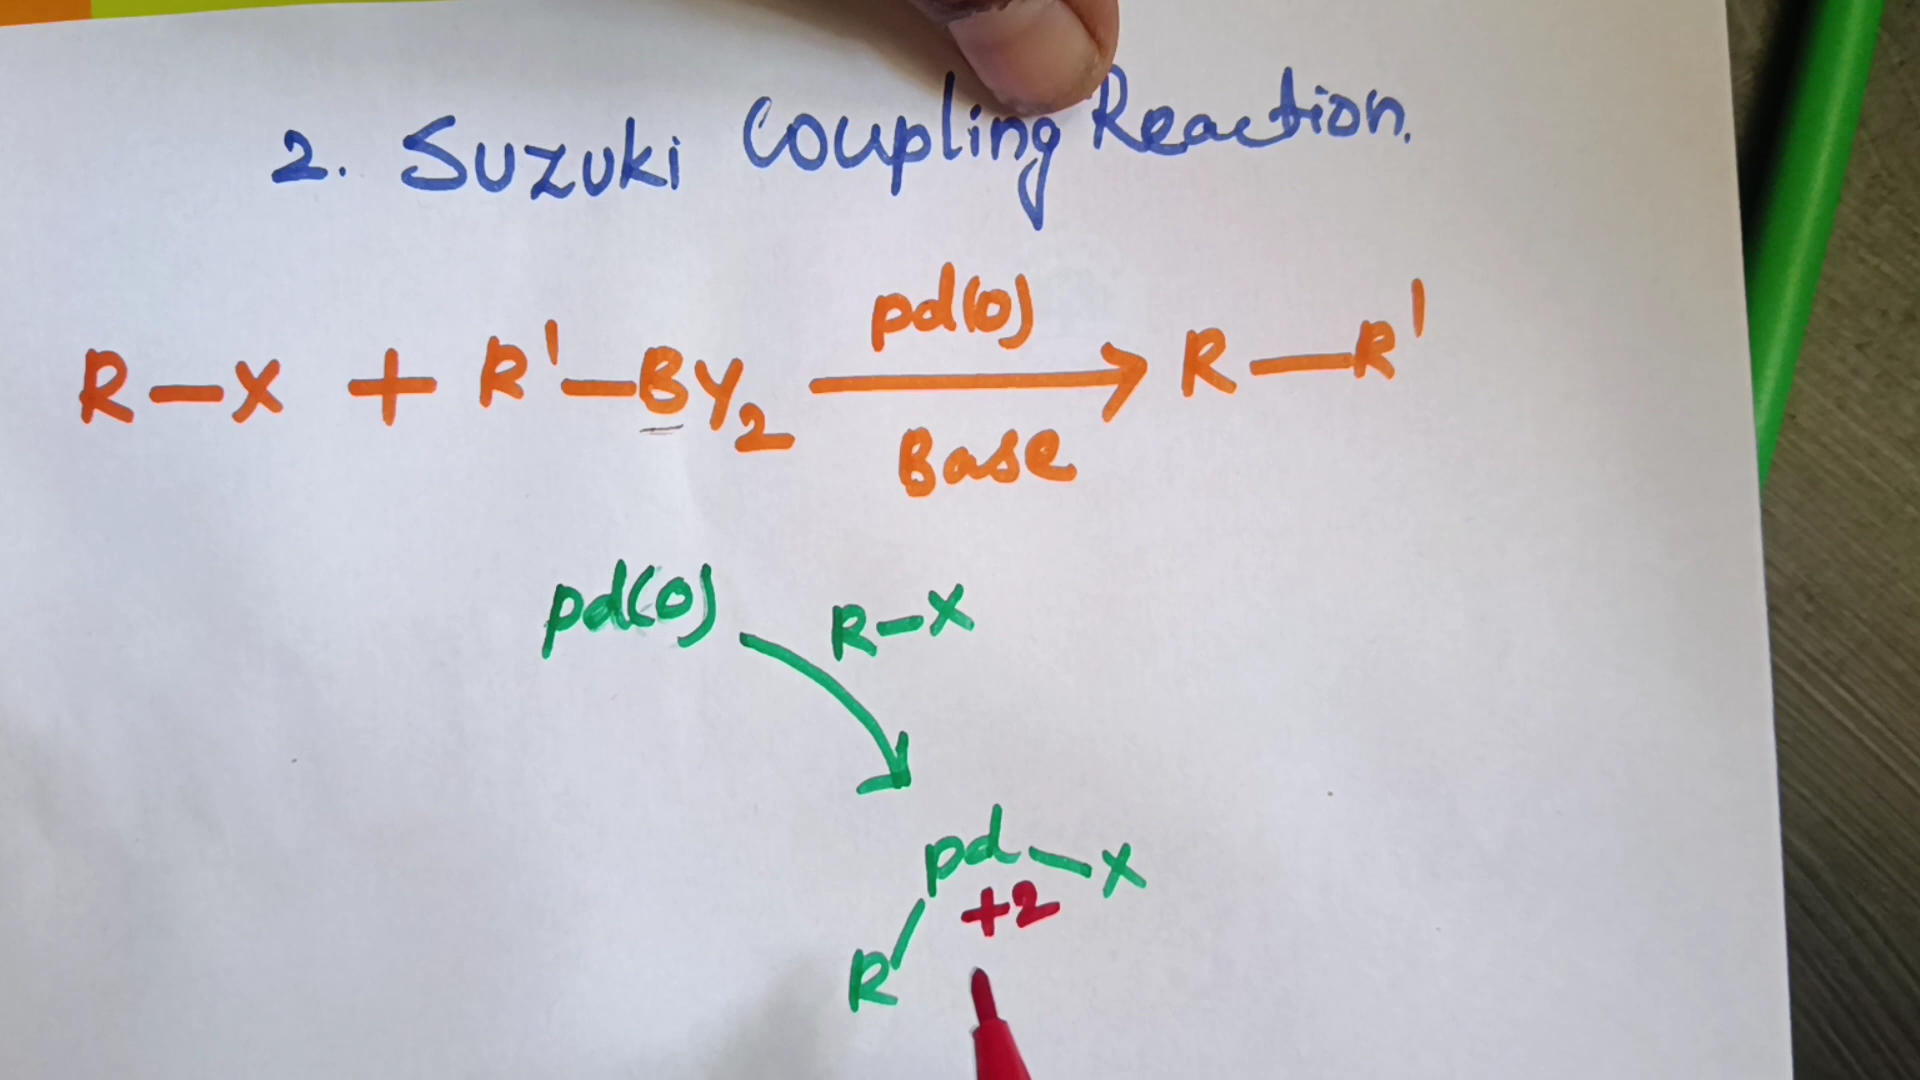 2. Suzuki Coupling Reaction.
pd(0)
R—X + R'—BY2 → R—R'
Base
pd(0) R—X
pd—X
+2
R